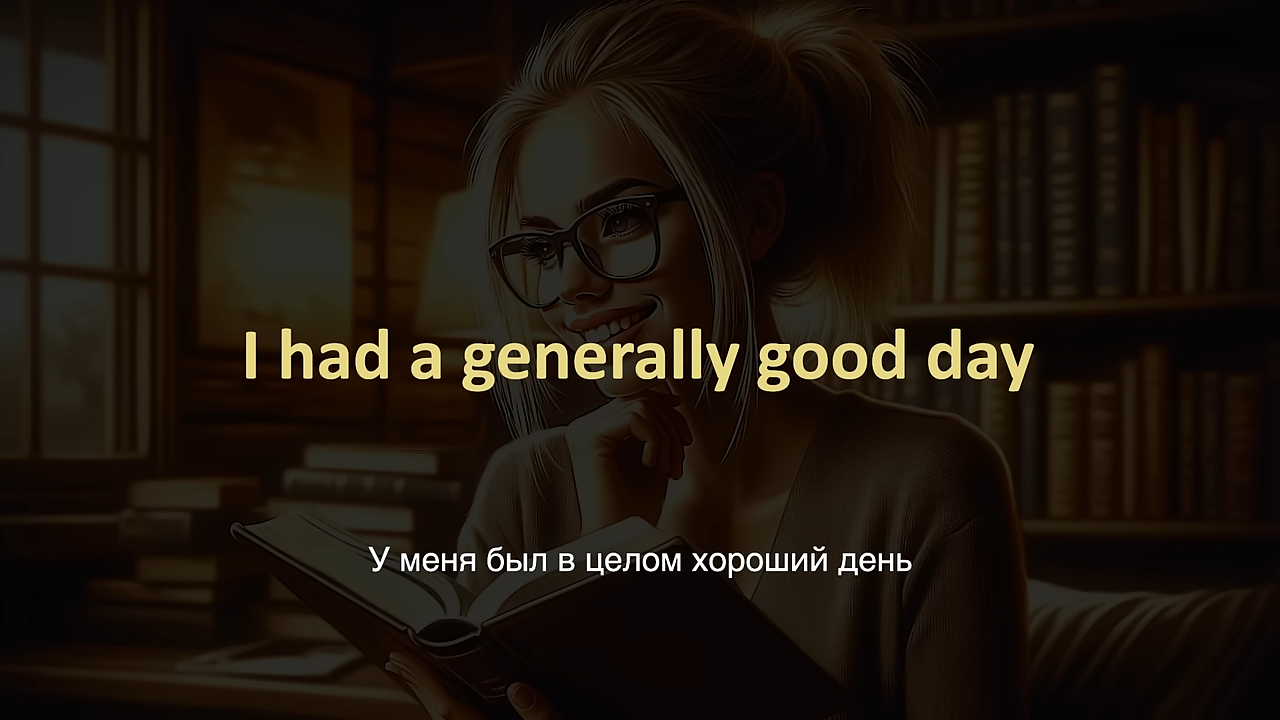 I had a generally good day
У меня был в целом хороший день